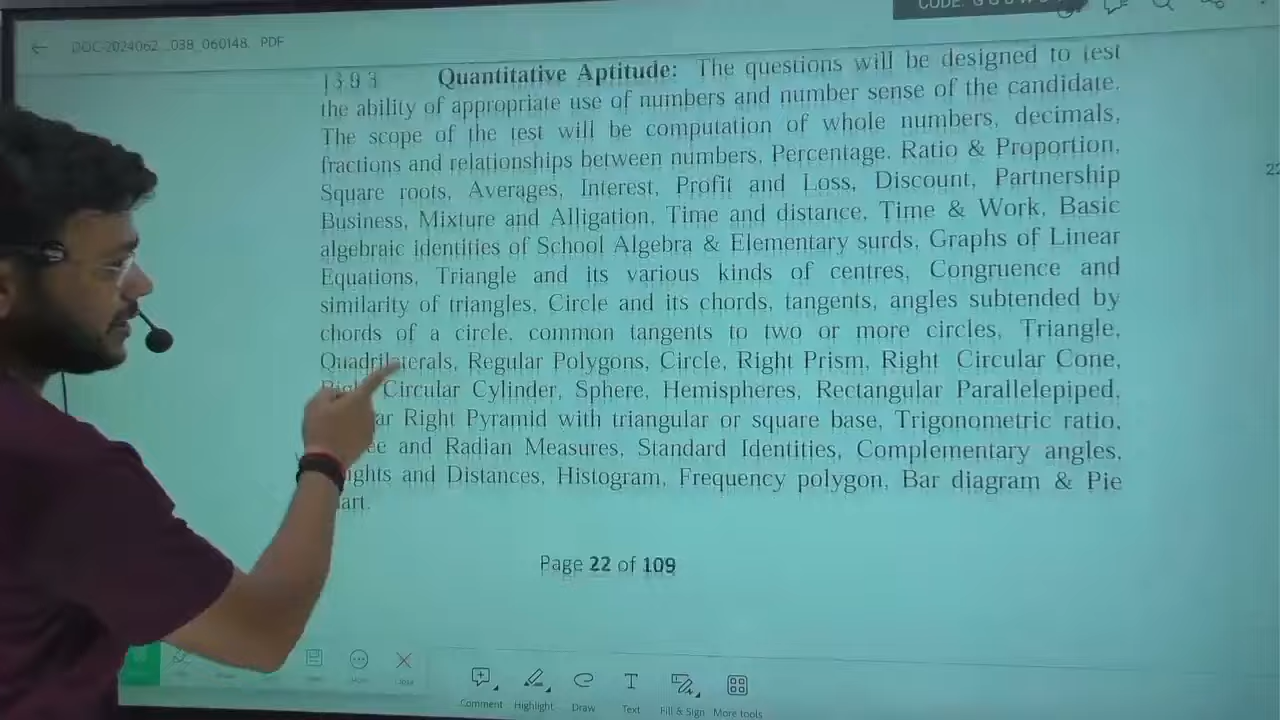 DOC-2024062...038_060148. PDF
CODE:
Quantitative Aptitude: The questions will be designed to test
the ability of appropriate use of numbers and number sense of the candidate.
The scope of the test will be computation of whole numbers, decimals,
fractions and relationships between numbers, Percentage. Ratio & Proportion,
Square roots, Averages, Interest, Profit and Loss, Discount, Partnership
Business, Mixture and Alligation, Time and distance, Time & Work, Basic
algebraic identities of School Algebra & Elementary surds, Graphs of Linear
Equations, Triangle and its various kinds of centres, Congruence and
similarity of triangles, Circle and its chords, tangents, angles subtended by
chords of a circle, common tangents to two or more circles, Triangle,
Quadrilaterals, Regular Polygons, Circle, Right Prism, Right Circular Cone,
Circular Cylinder, Sphere, Hemispheres, Rectangular Parallelepiped,
Right Pyramid with triangular or square base, Trigonometric ratio,
and Radian Measures, Standard Identities, Complementary angles,
and Distances, Histogram, Frequency polygon, Bar diagram & Pie
Page 22 of 109
More Close
Comment Highlight Draw Text Fill & Sign More tools